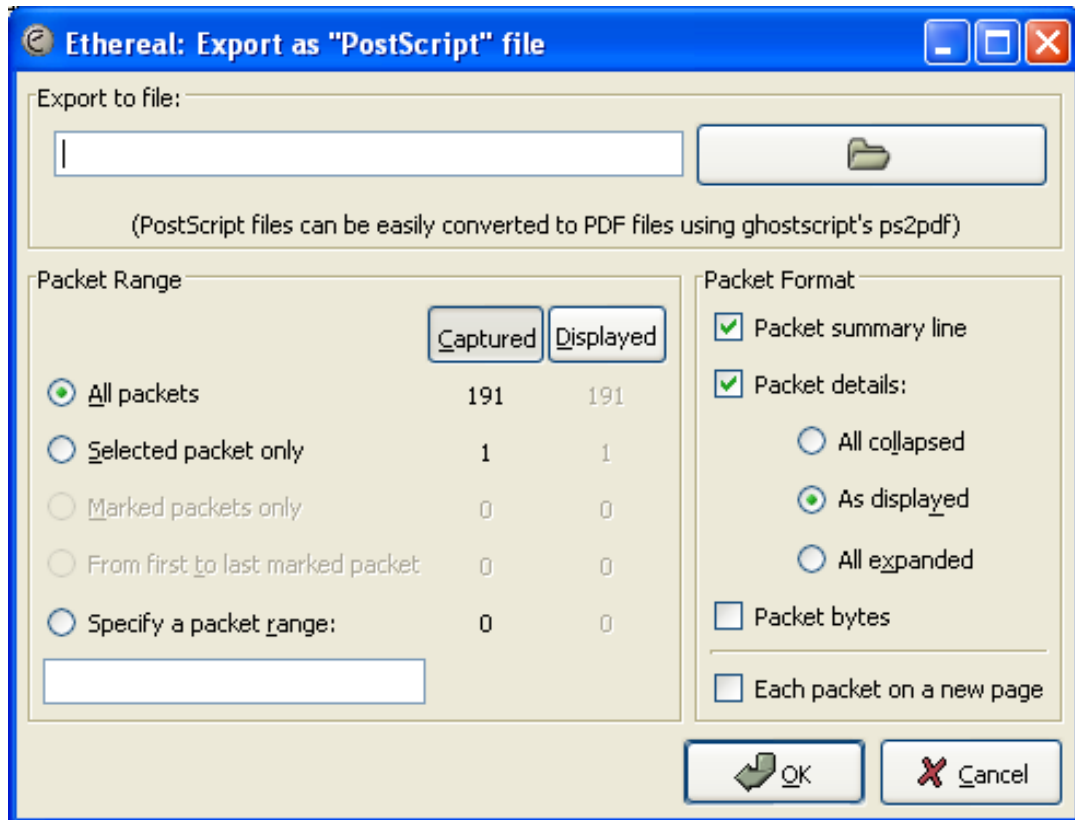 Ethereal: Export as "PostScript" file
Export to file:
(PostScript files can be easily converted to PDF files using ghostscript's ps2pdf)
Packet Range
Captured Displayed
All packets 191 191
Selected packet only 1 1
Marked packets only 0 0
From first to last marked packet 0 0
Specify a packet range: 0 0
Packet Format
Packet summary line
Packet details:
All collapsed
As displayed
All expanded
Packet bytes
Each packet on a new page
OK Cancel